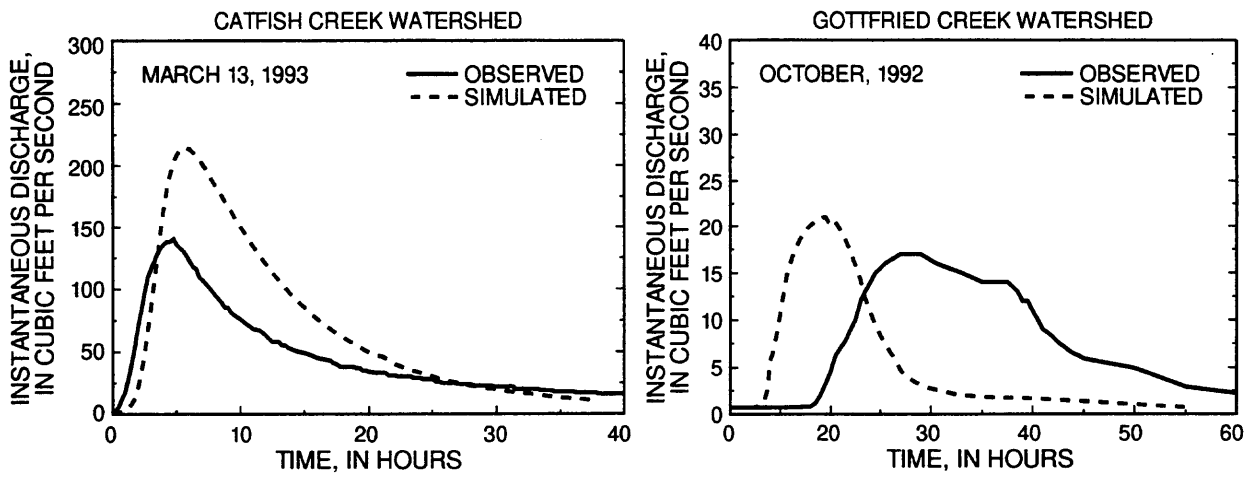 CATFISH CREEK WATERSHED
INSTANTANEOUS DISCHARGE,
IN CUBIC FEET PER SECOND
300
250
200
150
100
50
0
MARCH 13, 1993
OBSERVED
SIMULATED
0 10 20 30 40
TIME, IN HOURS
GOTTFRIED CREEK WATERSHED
INSTANTANEOUS DISCHARGE,
IN CUBIC FEET PER SECOND
40
35
30
25
20
15
10
5
0
OCTOBER, 1992
OBSERVED
SIMULATED
0 20 30 40 50 60
TIME, IN HOURS